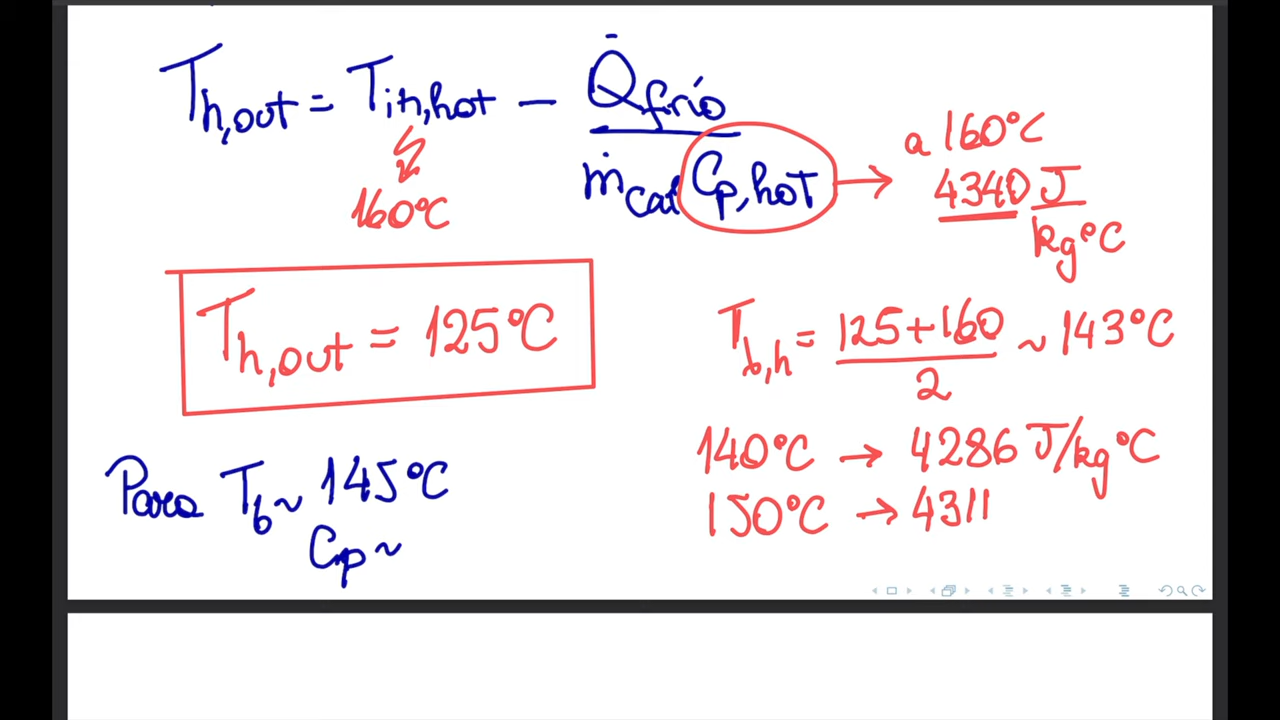 Th,out = Tin,hot − Q̇frío / ṁcal Cp,hot
a 160°C
4340 J / kg°C
160°C
Th,out = 125°C
Tb,h = 125+160 / 2 ~ 143°C
140°C → 4286 J/kg°C
150°C → 4311
Para Tb ~ 145°C
Cp ~